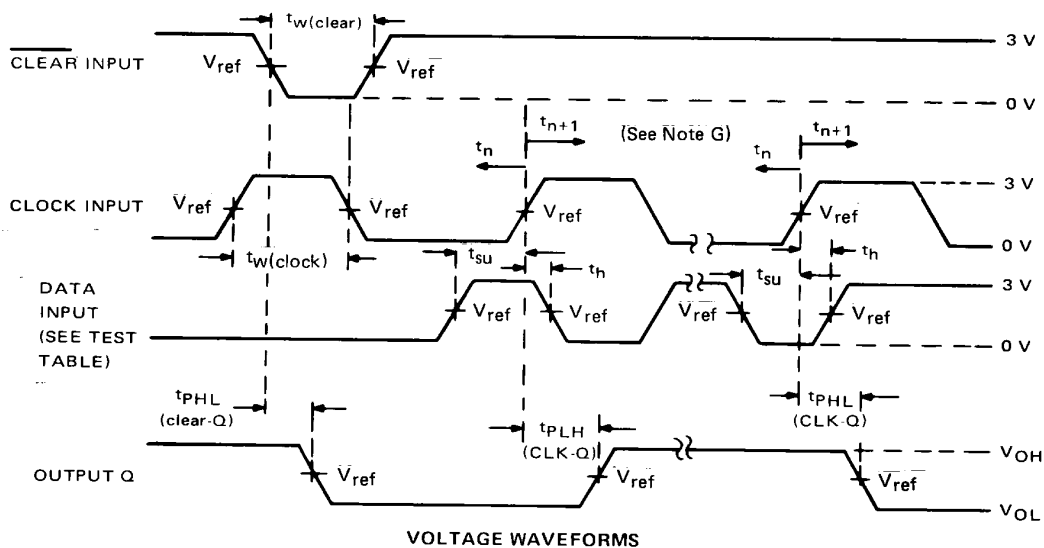 tw(clear)
CLEAR INPUT
Vref
Vref
3 V
0 V
tn
tn+1
(See Note G)
tn
tn+1
CLOCK INPUT
Vref
Vref
Vref
Vref
3 V
0 V
tw(clock)
tsu
th
tsu
th
DATA
INPUT
(SEE TEST
TABLE)
Vref
Vref
Vref
Vref
3 V
0 V
tPHL
(clear-Q)
tPLH
(CLK-Q)
tPHL
(CLK-Q)
OUTPUT Q
Vref
Vref
Vref
VOH
VOL
VOLTAGE WAVEFORMS